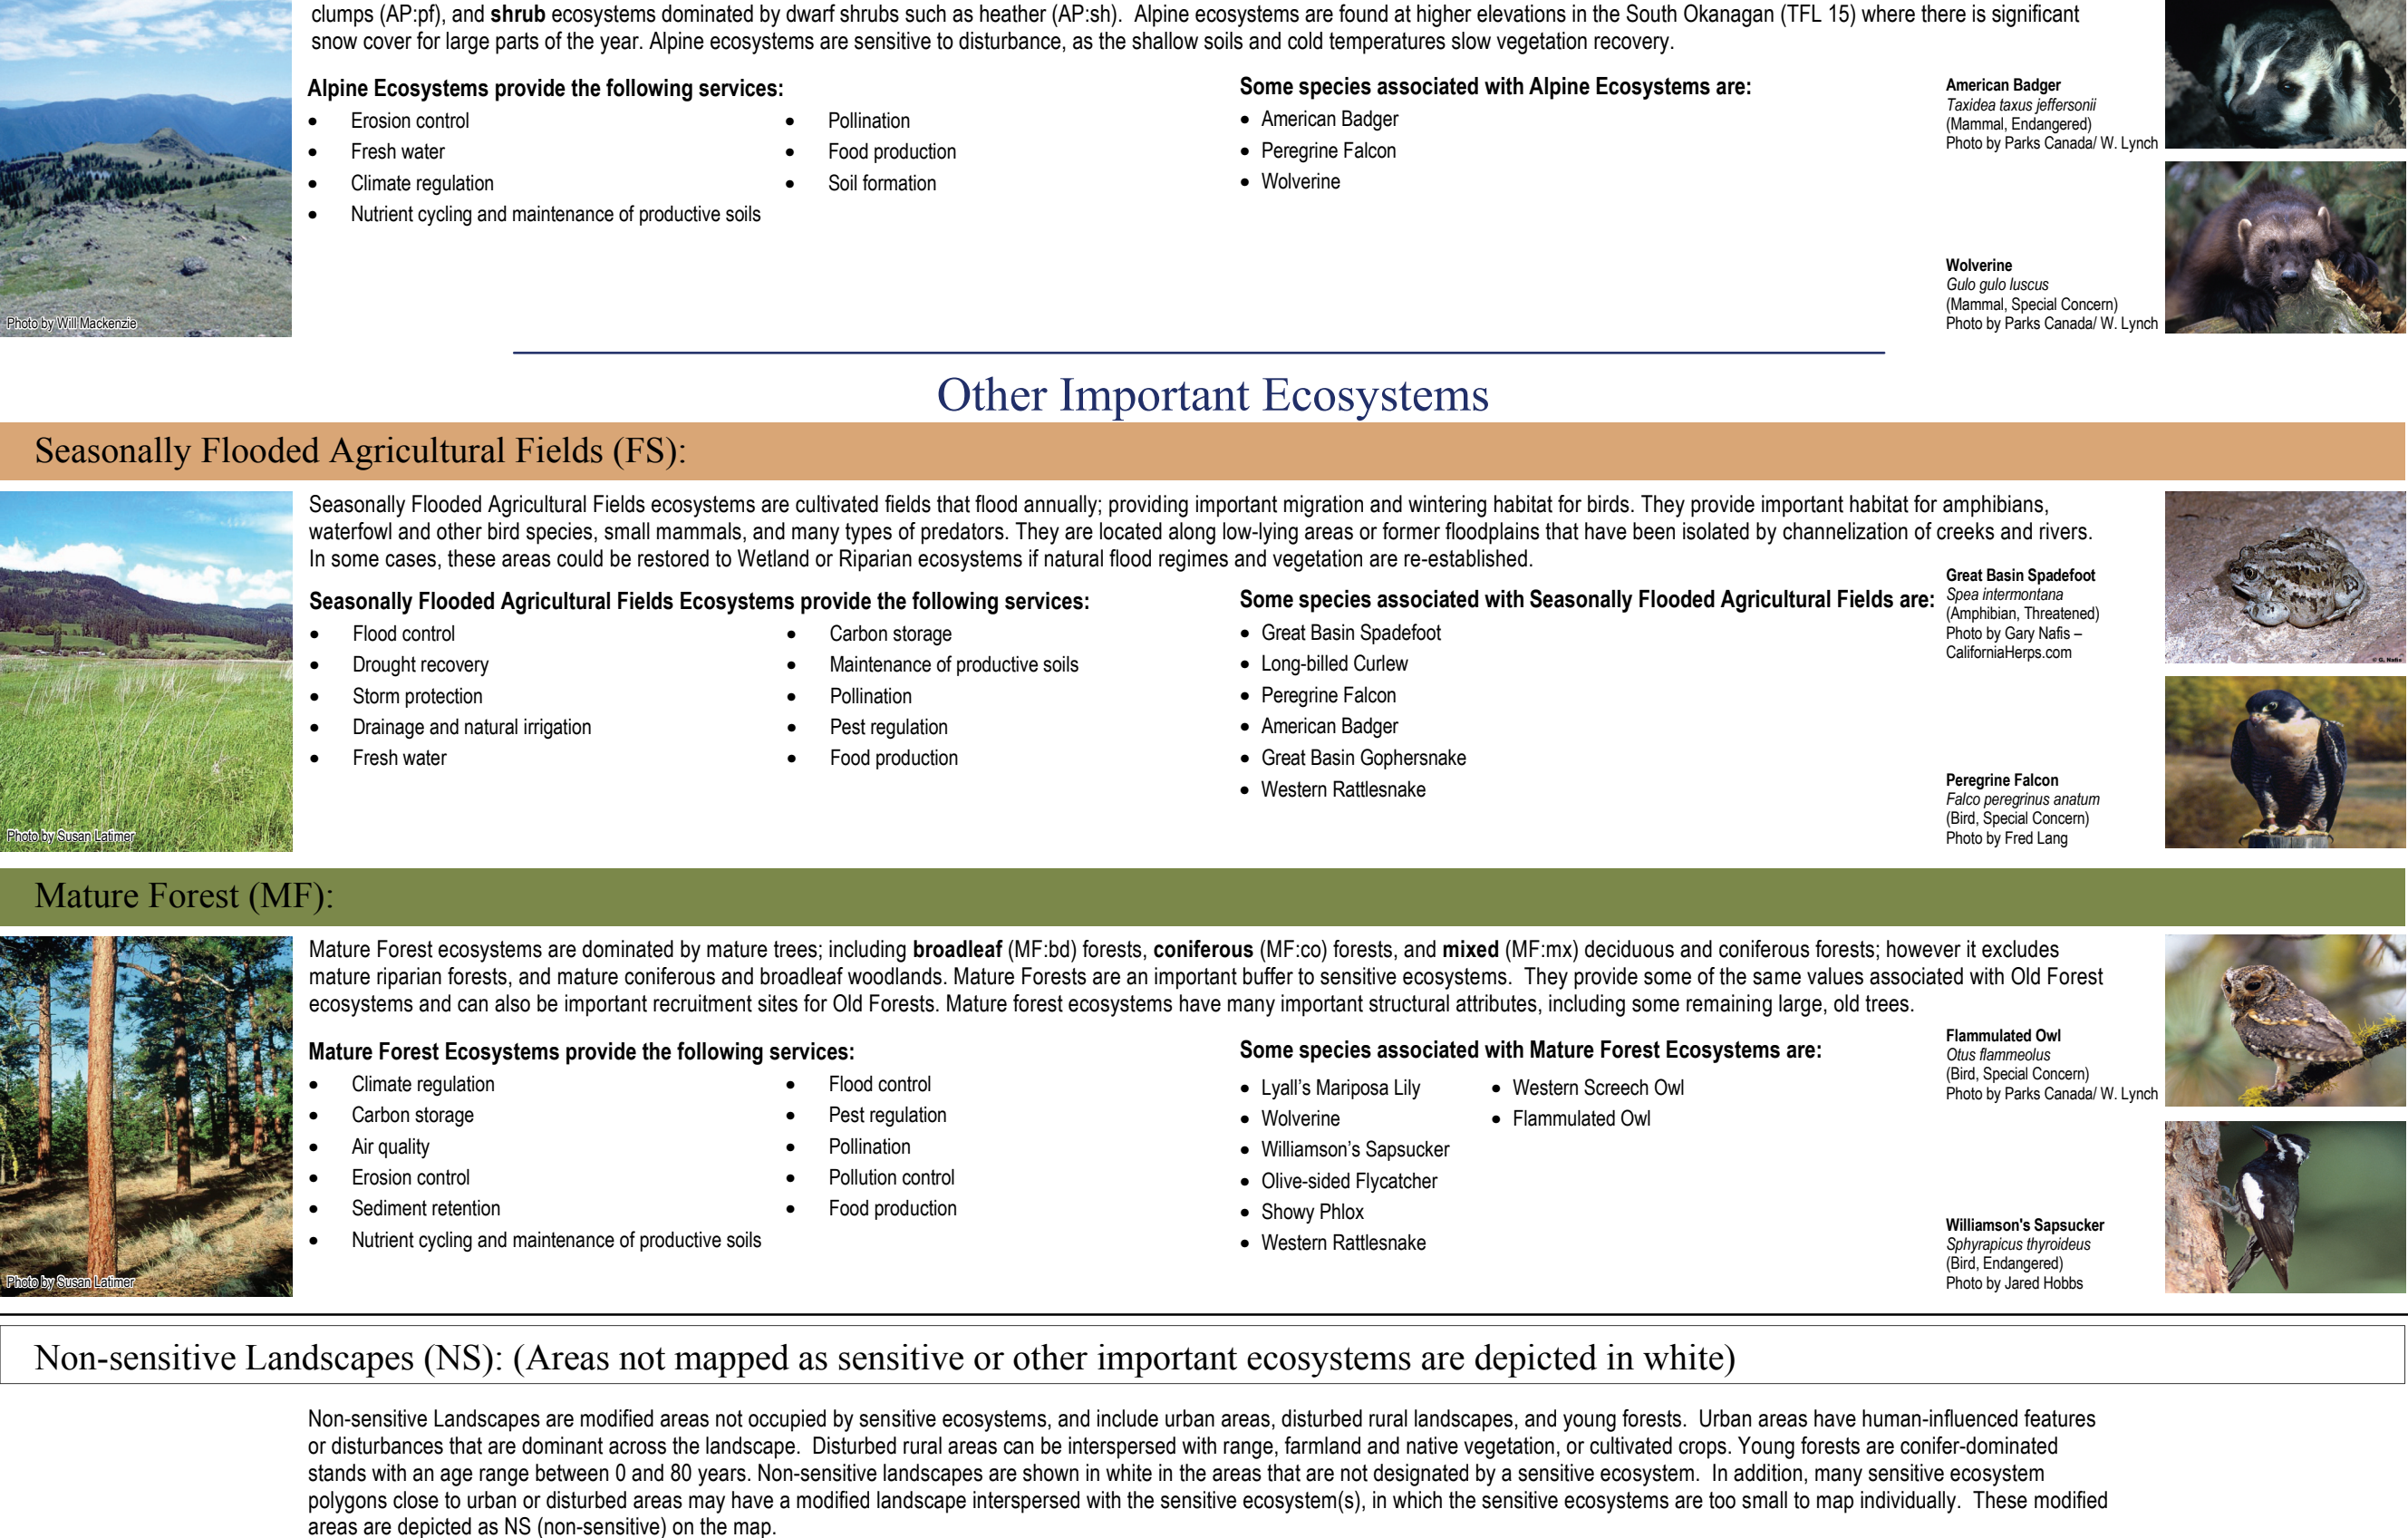 clumps (AP:pf), and shrub ecosystems dominated by dwarf shrubs such as heather (AP:sh).  Alpine ecosystems are found at higher elevations in the South Okanagan (TFL 15) where there is significant
snow cover for large parts of the year. Alpine ecosystems are sensitive to disturbance, as the shallow soils and cold temperatures slow vegetation recovery.
Alpine Ecosystems provide the following services:
• Erosion control
• Fresh water
• Climate regulation
• Nutrient cycling and maintenance of productive soils
• Pollination
• Food production
• Soil formation
Some species associated with Alpine Ecosystems are:
• American Badger
• Peregrine Falcon
• Wolverine
American Badger
Taxidea taxus jeffersonii
(Mammal, Endangered)
Photo by Parks Canada/ W. Lynch
Wolverine
Gulo gulo luscus
(Mammal, Special Concern)
Photo by Parks Canada/ W. Lynch
Photo by Will Mackenzie
Other Important Ecosystems
Seasonally Flooded Agricultural Fields (FS):
Seasonally Flooded Agricultural Fields ecosystems are cultivated fields that flood annually; providing important migration and wintering habitat for birds. They provide important habitat for amphibians,
waterfowl and other bird species, small mammals, and many types of predators. They are located along low-lying areas or former floodplains that have been isolated by channelization of creeks and rivers.
In some cases, these areas could be restored to Wetland or Riparian ecosystems if natural flood regimes and vegetation are re-established.
Seasonally Flooded Agricultural Fields Ecosystems provide the following services:
• Flood control
• Drought recovery
• Storm protection
• Drainage and natural irrigation
• Fresh water
• Carbon storage
• Maintenance of productive soils
• Pollination
• Pest regulation
• Food production
Some species associated with Seasonally Flooded Agricultural Fields are:
• Great Basin Spadefoot
• Long-billed Curlew
• Peregrine Falcon
• American Badger
• Great Basin Gophersnake
• Western Rattlesnake
Great Basin Spadefoot
Spea intermontana
(Amphibian, Threatened)
Photo by Gary Nafis –
CaliforniaHerps.com
© G. Nafis
Peregrine Falcon
Falco peregrinus anatum
(Bird, Special Concern)
Photo by Fred Lang
Photo by Susan Latimer
Mature Forest (MF):
Mature Forest ecosystems are dominated by mature trees; including broadleaf (MF:bd) forests, coniferous (MF:co) forests, and mixed (MF:mx) deciduous and coniferous forests; however it excludes
mature riparian forests, and mature coniferous and broadleaf woodlands. Mature Forests are an important buffer to sensitive ecosystems.  They provide some of the same values associated with Old Forest
ecosystems and can also be important recruitment sites for Old Forests. Mature forest ecosystems have many important structural attributes, including some remaining large, old trees.
Mature Forest Ecosystems provide the following services:
• Climate regulation
• Carbon storage
• Air quality
• Erosion control
• Sediment retention
• Nutrient cycling and maintenance of productive soils
• Flood control
• Pest regulation
• Pollination
• Pollution control
• Food production
Some species associated with Mature Forest Ecosystems are:
• Lyall's Mariposa Lily
• Wolverine
• Williamson's Sapsucker
• Olive-sided Flycatcher
• Showy Phlox
• Western Rattlesnake
• Western Screech Owl
• Flammulated Owl
Flammulated Owl
Otus flammeolus
(Bird, Special Concern)
Photo by Parks Canada/ W. Lynch
Williamson's Sapsucker
Sphyrapicus thyroideus
(Bird, Endangered)
Photo by Jared Hobbs
Photo by Susan Latimer
Non-sensitive Landscapes (NS): (Areas not mapped as sensitive or other important ecosystems are depicted in white)
Non-sensitive Landscapes are modified areas not occupied by sensitive ecosystems, and include urban areas, disturbed rural landscapes, and young forests.  Urban areas have human-influenced features
or disturbances that are dominant across the landscape.  Disturbed rural areas can be interspersed with range, farmland and native vegetation, or cultivated crops. Young forests are conifer-dominated
stands with an age range between 0 and 80 years. Non-sensitive landscapes are shown in white in the areas that are not designated by a sensitive ecosystem.  In addition, many sensitive ecosystem
polygons close to urban or disturbed areas may have a modified landscape interspersed with the sensitive ecosystem(s), in which the sensitive ecosystems are too small to map individually.  These modified
areas are depicted as NS (non-sensitive) on the map.